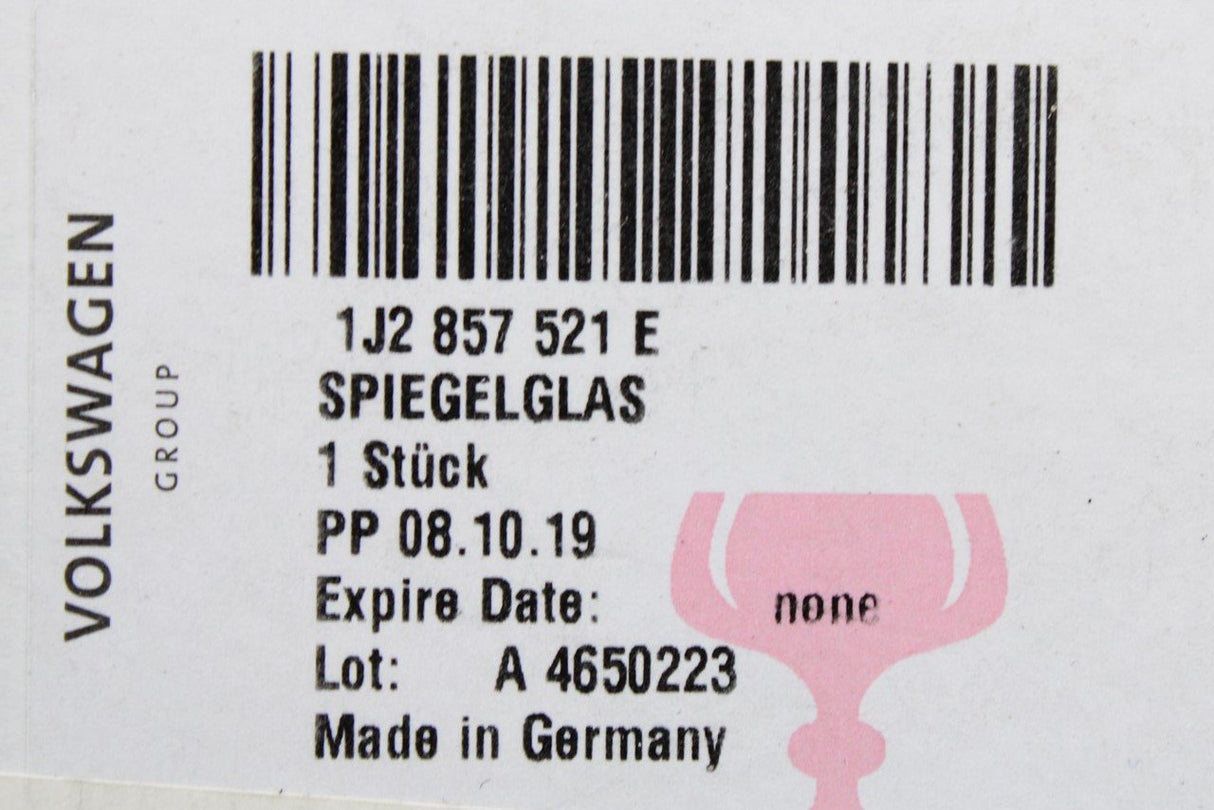 VOLKSWAGEN
GROUP
1J2 857 521 E
SPIEGELGLAS
1 Stück
PP 08.10.19
Expire Date: none
Lot: A 4650223
Made in Germany